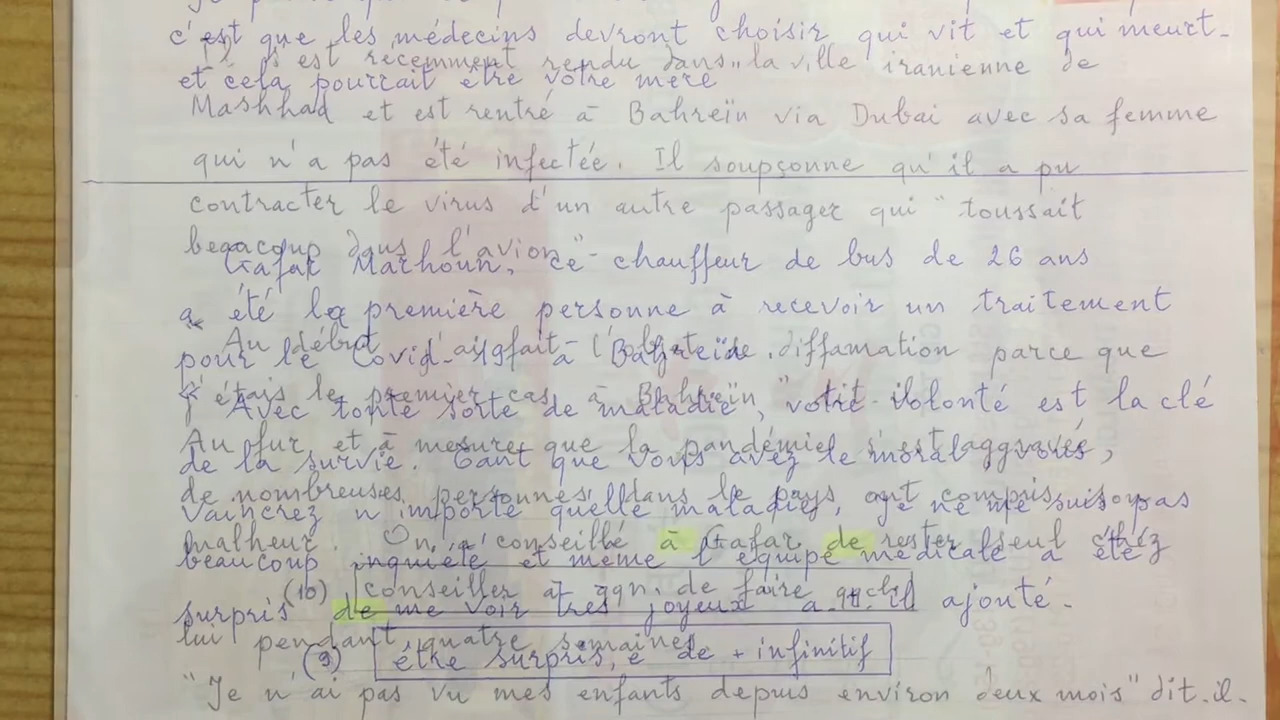 c'est que les médecins devront choisir qui vit et qui meurt.
s'est récemment rendu dans la ville iranienne de
et cela pourrait être votre mère
Mashhad et est rentré à Bahreïn via Dubai avec sa femme
qui n'a pas été infectée. Il soupçonne qu'il a pu
contracter le virus d'un autre passager qui "toussait
beaucoup dans l'avion"
Gafar Marhoun, ce chauffeur de bus de 26 ans
a été la première personne à recevoir un traitement
Au début fait l' de diffamation parce que
pour le Covid-19 à Bahreïn.
j'étais le premier cas à Bahreïn "
"Avec toute sorte de maladie, votre volonté est la clé
Au fur et à mesure que la pandémie s'est aggravée,
de la survie. Tant que vous avez le moral
de nombreuses personnes dans le pays ont compris son
vaincrez n'importe quelle maladie, je ne me suis pas
malheur. On a conseillé à Gafar de rester seul chez
beaucoup inquiété et même l'équipe médicale a été
(10) conseiller à qqn. de faire qqch
surpris de me voir très joyeux a-t-il ajouté.
lui pendant quatre semaines
(9) être surpris, e de + infinitif
"Je n'ai pas vu mes enfants depuis environ deux mois" dit-il.